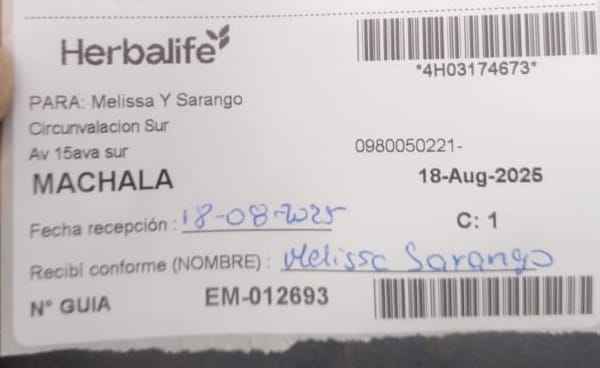 Herbalife
*4H03174673*
PARA: Melissa Y Sarango
Circunvalacion Sur
Av 15ava sur
0980050221-
MACHALA
18-Aug-2025
Fecha recepción : 18-08-2025
C: 1
Recibí conforme (NOMBRE) : Melissa Sarango
N° GUIA EM-012693